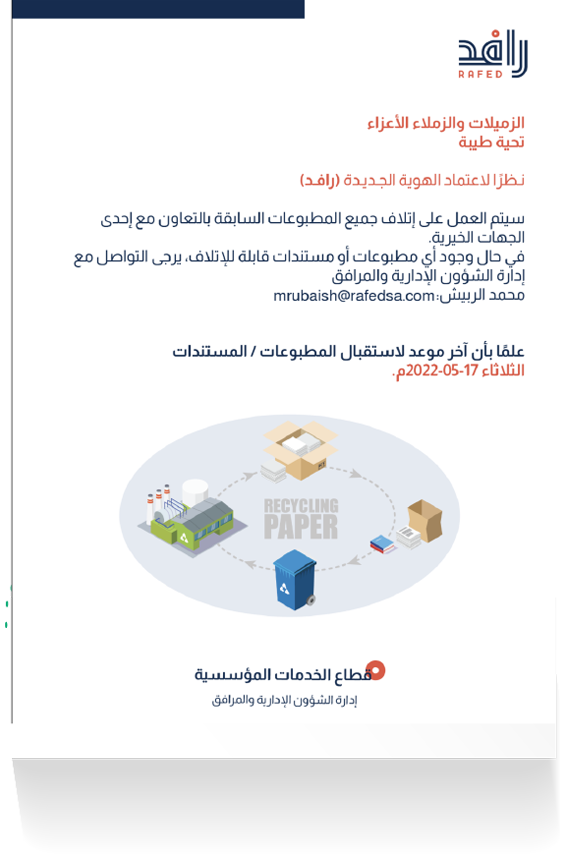 رافد
RAFED
الزميلات والزملاء الأعزاء
تحية طيبة
نظرًا لاعتماد الهوية الجديدة (رافد)
سيتم العمل على إتلاف جميع المطبوعات السابقة بالتعاون مع إحدى
الجهات الخيرية.
في حال وجود أي مطبوعات أو مستندات قابلة للإتلاف، يرجى التواصل مع
إدارة الشؤون الإدارية والمرافق
محمد الربيش:mrubaish@rafedsa.com
علمًا بأن آخر موعد لاستقبال المطبوعات / المستندات
الثلاثاء 17-05-2022م.
RECYCLING
PAPER
قطاع الخدمات المؤسسية
إدارة الشؤون الإدارية والمرافق